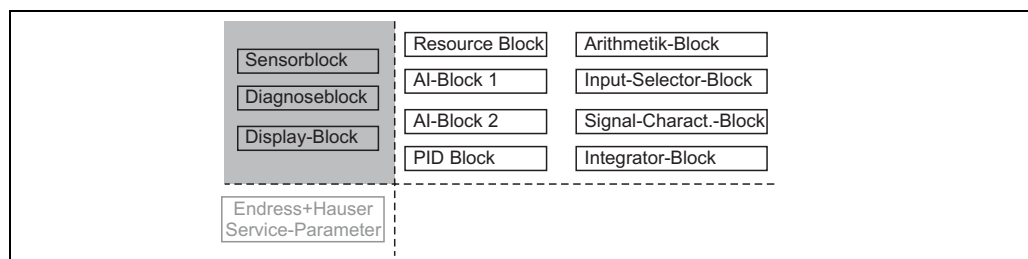 Sensorblock
Diagnoseblock
Display-Block
Resource Block
AI-Block 1
AI-Block 2
PID Block
Arithmetik-Block
Input-Selector-Block
Signal-Charact.-Block
Integrator-Block
Endress+Hauser
Service-Parameter